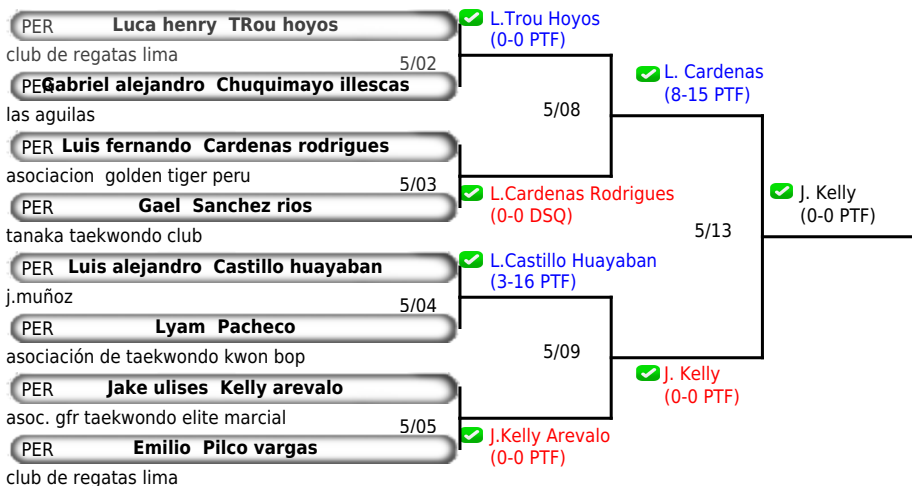 PER Luca henry TRou hoyos
club de regatas lima
5/02
PER Gabriel alejandro Chuquimayo illescas
las aguilas
PER Luis fernando Cardenas rodrigues
asociacion golden tiger peru
5/03
PER Gael Sanchez rios
tanaka taekwondo club
PER Luis alejandro Castillo huayaban
j.muñoz
5/04
PER Lyam Pacheco
asociación de taekwondo kwon bop
PER Jake ulises Kelly arevalo
asoc. gfr taekwondo elite marcial
5/05
PER Emilio Pilco vargas
club de regatas lima
L.Trou Hoyos
(0-0 PTF)
5/08
L.Cardenas Rodrigues
(0-0 DSQ)
L.Castillo Huayaban
(3-16 PTF)
5/09
J.Kelly Arevalo
(0-0 PTF)
L. Cardenas
(8-15 PTF)
5/13
J. Kelly
(0-0 PTF)
J. Kelly
(0-0 PTF)